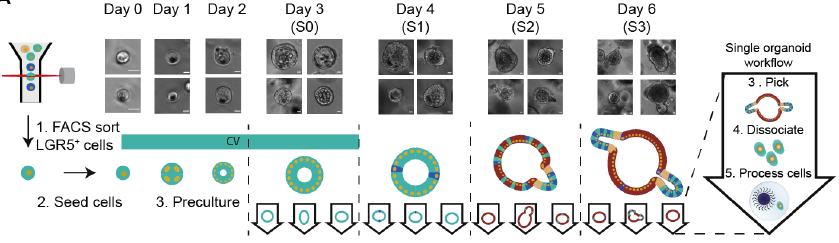 Day 0
Day 1
Day 2
Day 3
(S0)
Day 4
(S1)
Day 5
(S2)
Day 6
(S3)
Single organoid
workflow
3 . Pick
4. Dissociate
5. Process cells
1. FACS sort
LGR5⁺ cells
CV
2. Seed cells
3. Preculture